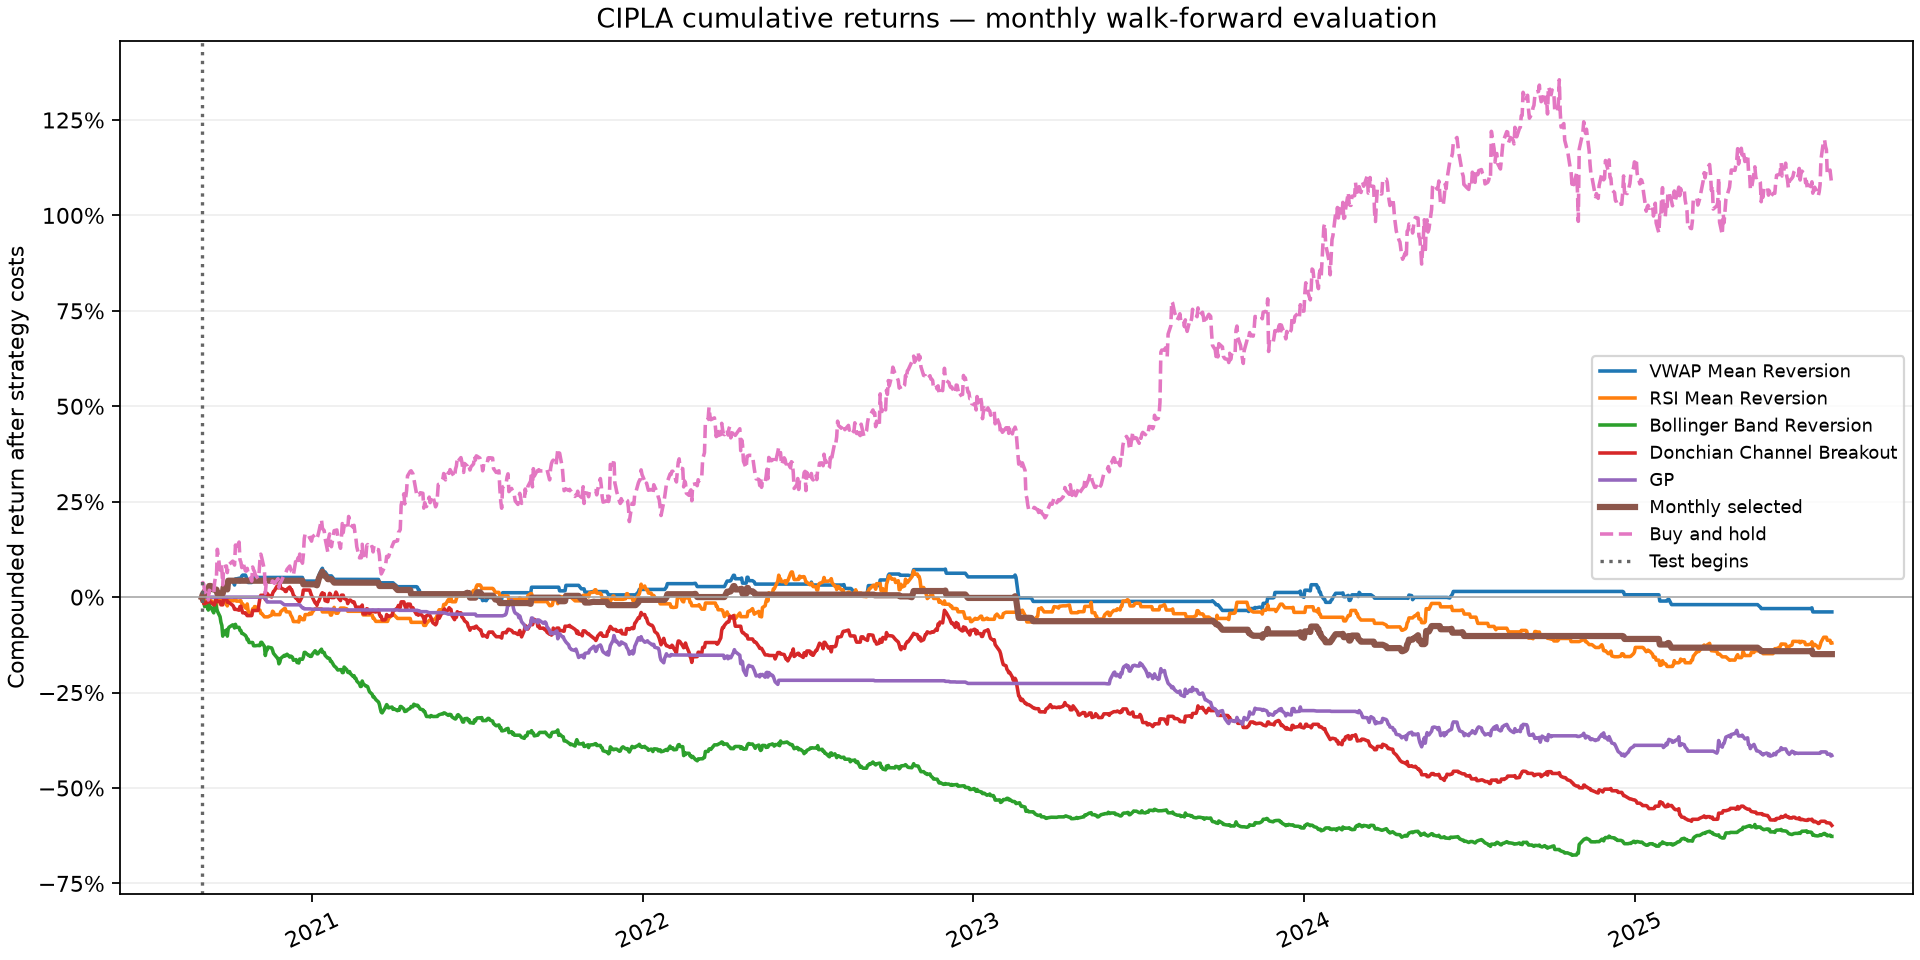 CIPLA cumulative returns — monthly walk-forward evaluation
Compounded return after strategy costs
125%
100%
75%
50%
25%
0%
−25%
−50%
−75%
VWAP Mean Reversion
RSI Mean Reversion
Bollinger Band Reversion
Donchian Channel Breakout
GP
Monthly selected
Buy and hold
Test begins
2021
2022
2023
2024
2025